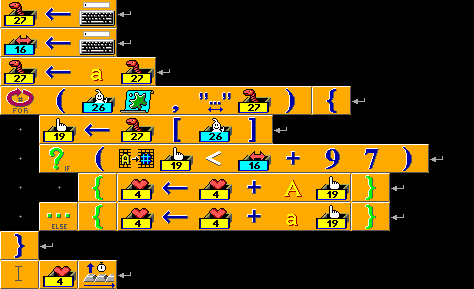 27 ←
16 ←
27 ← a 27
FOR ( 26 , "..." 27 ) {
19 ← 27 [ 26 ]
? IF ( A 19 < 16 + 9 7 )
{ 4 ← 4 + A 19 }
... ELSE { 4 ← 4 + a 19 }
}
4